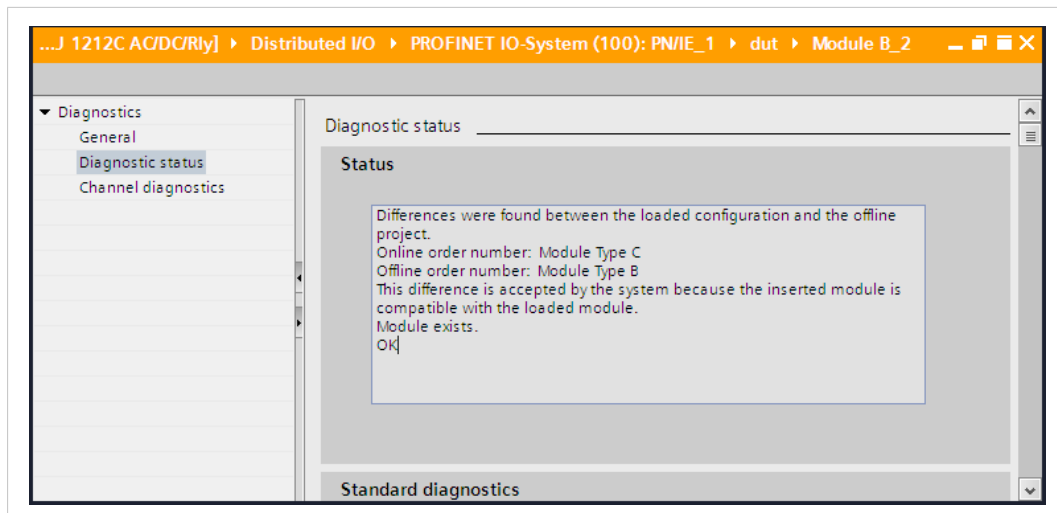 ...J 1212C AC/DC/Rly] ▸ Distributed I/O ▸ PROFINET IO-System (100): PN/IE_1 ▸ dut ▸ Module B_2
Diagnostics
General
Diagnostic status
Channel diagnostics
Diagnostic status
Status
Differences were found between the loaded configuration and the offline
project.
Online order number: Module Type C
Offline order number: Module Type B
This difference is accepted by the system because the inserted module is
compatible with the loaded module.
Module exists.
OK
Standard diagnostics